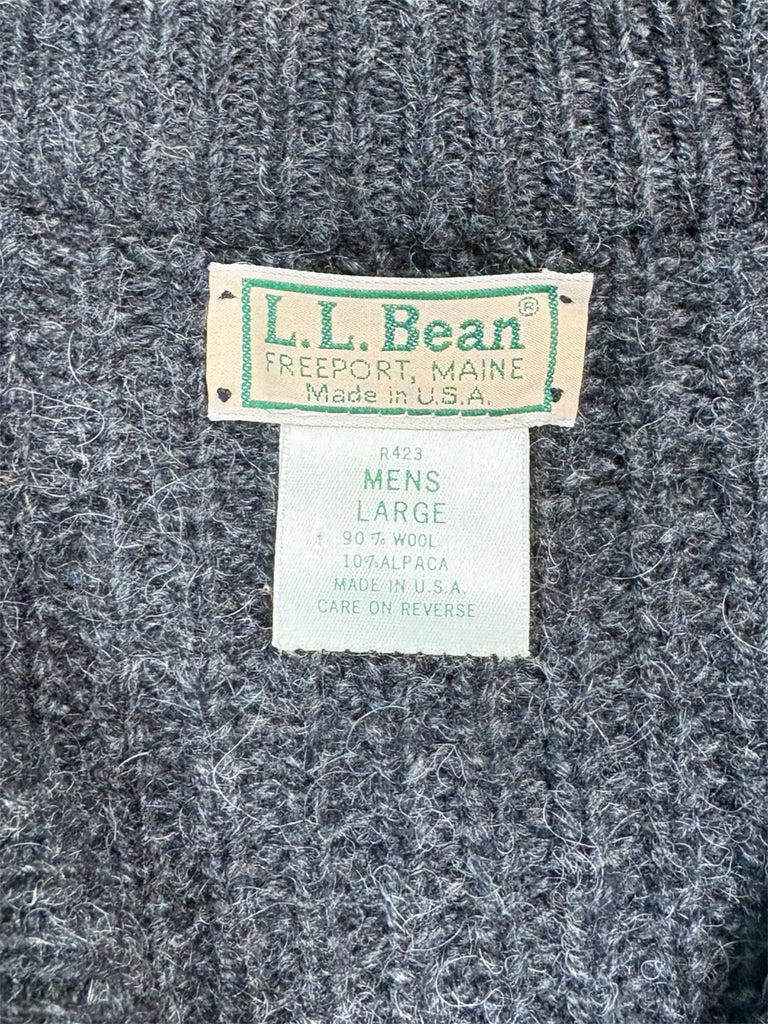 L.L.Bean®
FREEPORT, MAINE
Made in U.S.A.
R423
MENS
LARGE
90% WOOL
10% ALPACA
MADE IN U.S.A.
CARE ON REVERSE